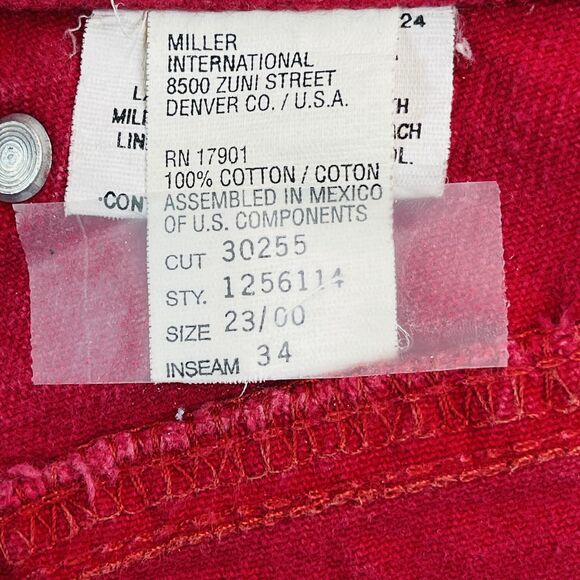 MILLER
INTERNATIONAL
8500 ZUNI STREET
DENVER CO. / U.S.A.
RN 17901
100% COTTON / COTON
ASSEMBLED IN MEXICO
OF U.S. COMPONENTS
CUT 30255
STY. 1256114
SIZE 23/00
INSEAM 34
24